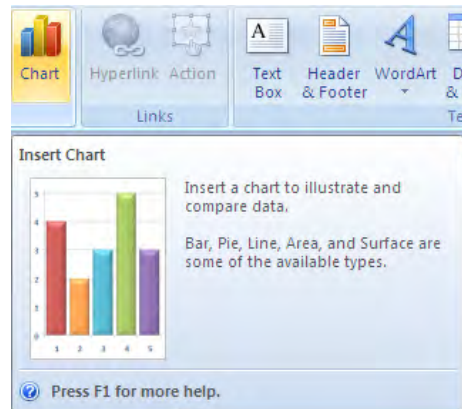 Chart
Hyperlink Action
Text Box
Header & Footer
WordArt
&
Links
Insert Chart
Insert a chart to illustrate and
compare data.
Bar, Pie, Line, Area, and Surface are
some of the available types.
5
4
3
2
1
0
1 2 3 4 5
Press F1 for more help.